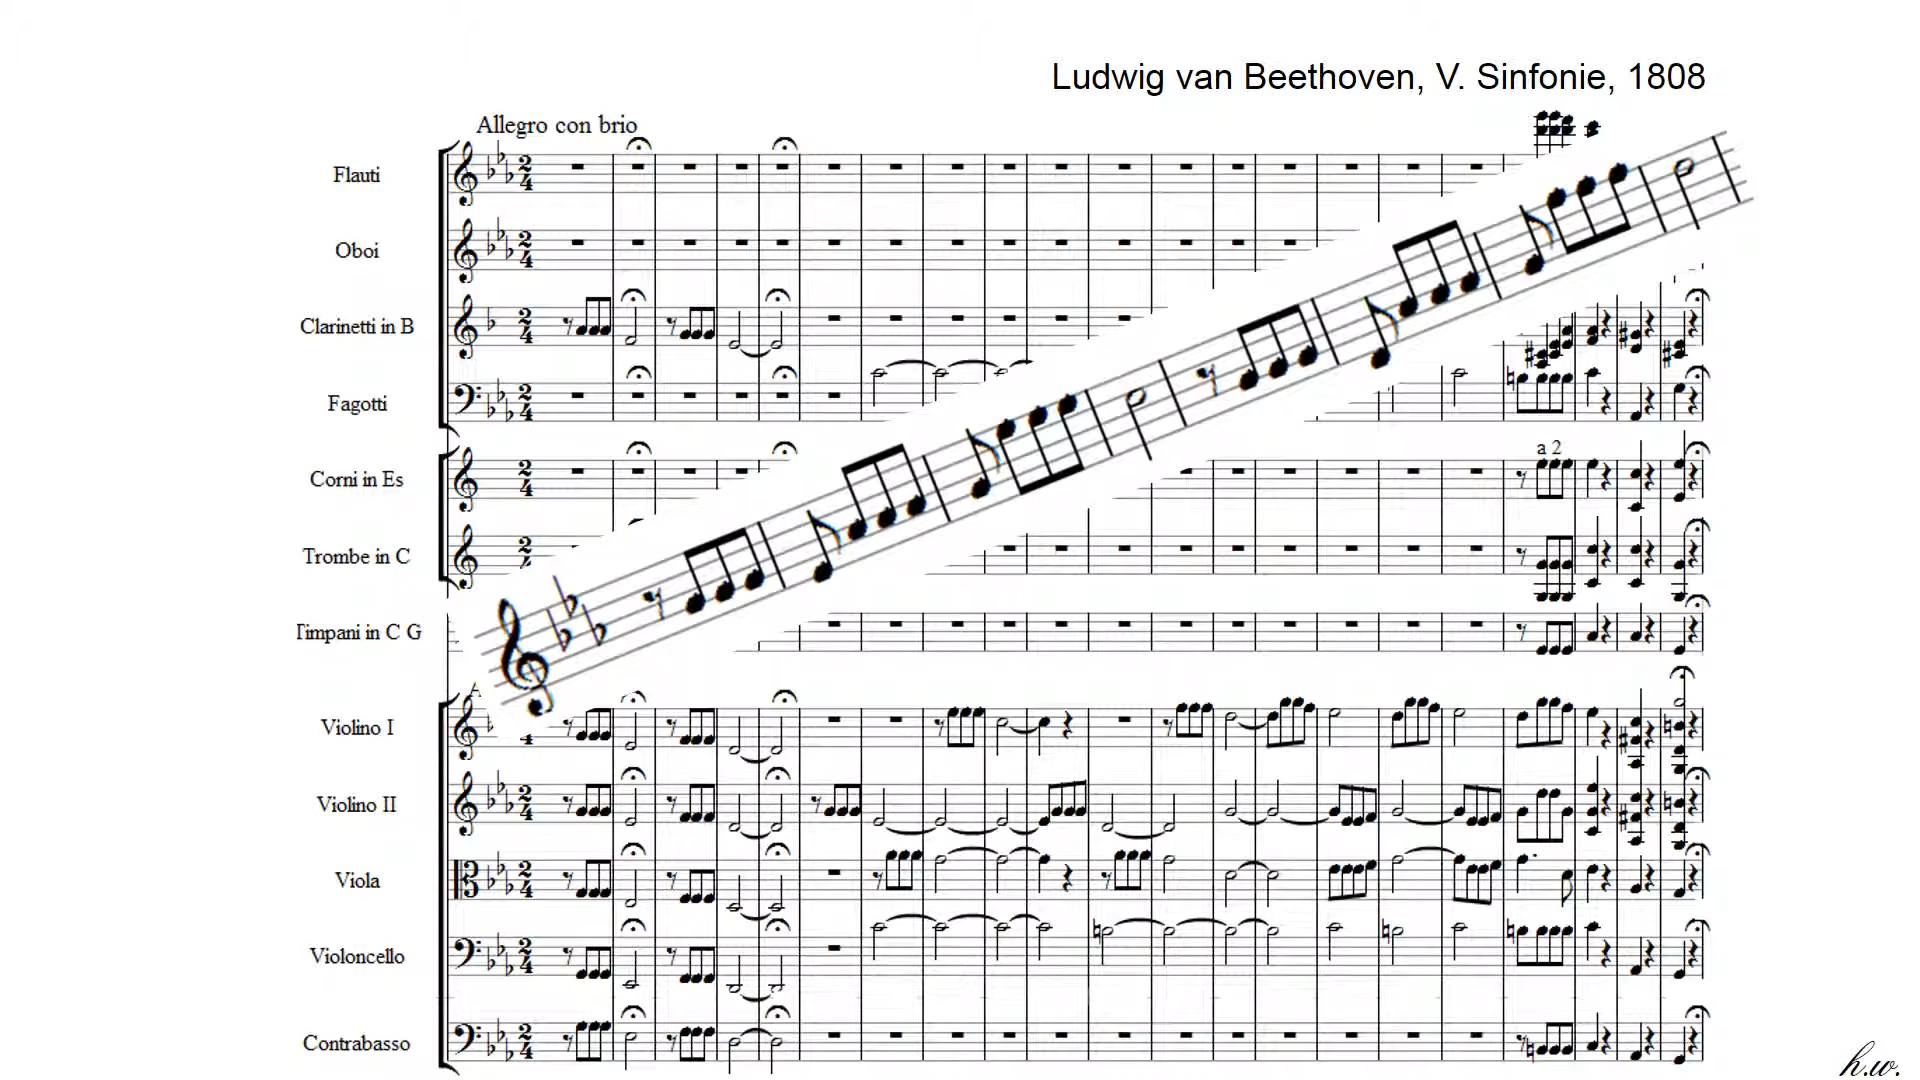 Ludwig van Beethoven, V. Sinfonie, 1808
Allegro con brio
Flauti
Oboi
Clarinetti in B
Fagotti
Corni in Es
a 2
Trombe in C
Timpani in C G
A
Violino I
Violino II
Viola
Violoncello
Contrabasso
h.w.